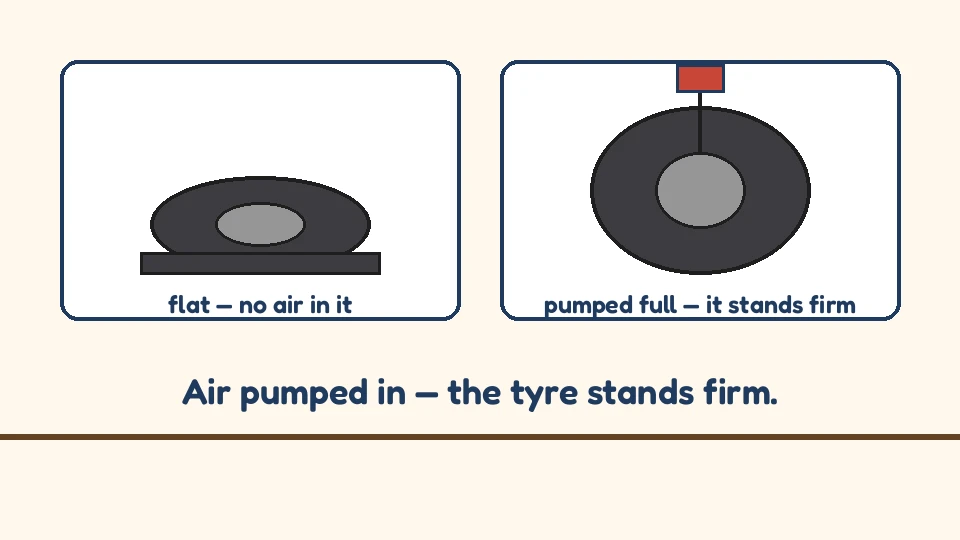 flat — no air in it
pumped full — it stands firm
Air pumped in — the tyre stands firm.